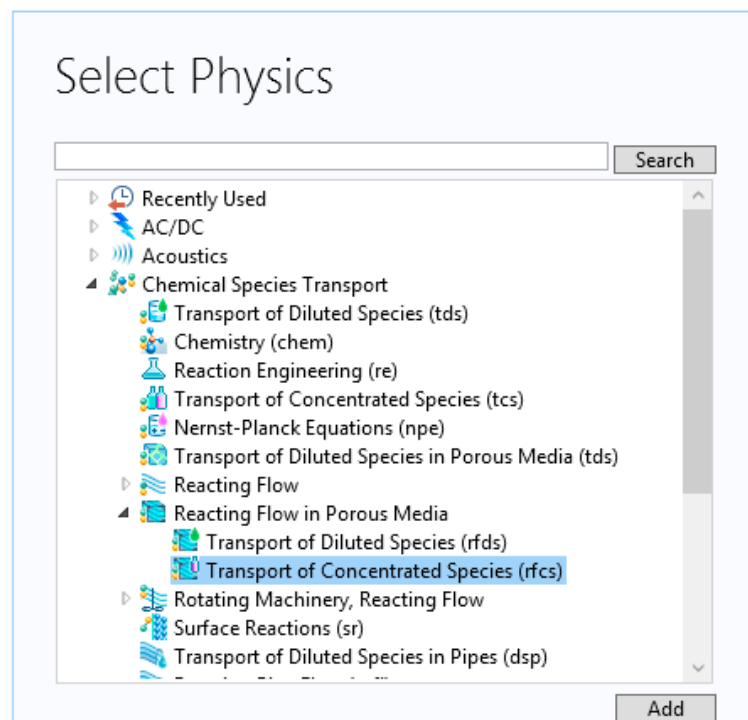 Select Physics
Search
Recently Used
AC/DC
Acoustics
Chemical Species Transport
Transport of Diluted Species (tds)
Chemistry (chem)
Reaction Engineering (re)
Transport of Concentrated Species (tcs)
Nernst-Planck Equations (npe)
Transport of Diluted Species in Porous Media (tds)
Reacting Flow
Reacting Flow in Porous Media
Transport of Diluted Species (rfds)
Transport of Concentrated Species (rfcs)
Rotating Machinery, Reacting Flow
Surface Reactions (sr)
Transport of Diluted Species in Pipes (dsp)
Add